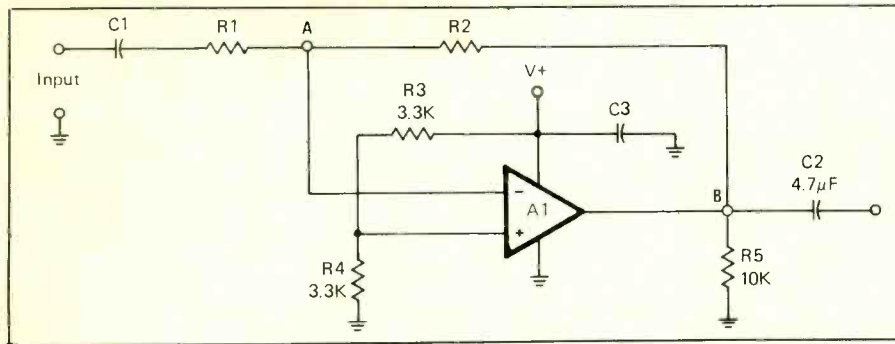 C1
R1
A
R2
Input
V+
R3
3.3K
C3
C2
4.7µF
−
A1
+
B
R4
3.3K
R5
10K